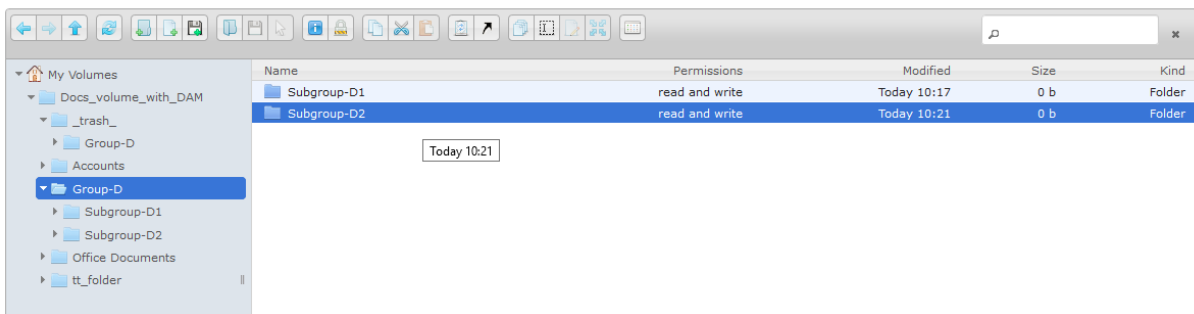 My Volumes
Docs_volume_with_DAM
_trash_
Group-D
Accounts
Group-D
Subgroup-D1
Subgroup-D2
Office Documents
tt_folder
Name Permissions Modified Size Kind
Subgroup-D1 read and write Today 10:17 0 b Folder
Subgroup-D2 read and write Today 10:21 0 b Folder
Today 10:21